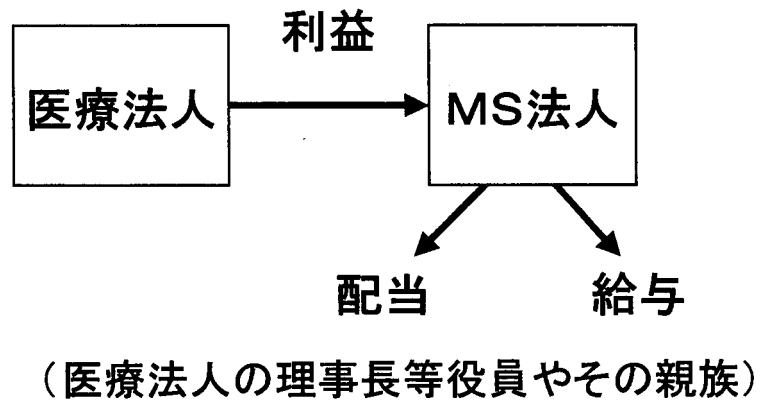 利益
医療法人
MS法人
配当
給与
（医療法人の理事長等役員やその親族）